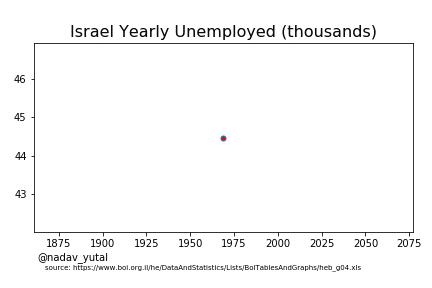 Israel Yearly Unemployed (thousands)
46
45
44
43
1875 1900 1925 1950 1975 2000 2025 2050 2075
@nadav_yutal
source: https://www.boi.org.il/he/DataAndStatistics/Lists/BoiTablesAndGraphs/heb_g04.xls